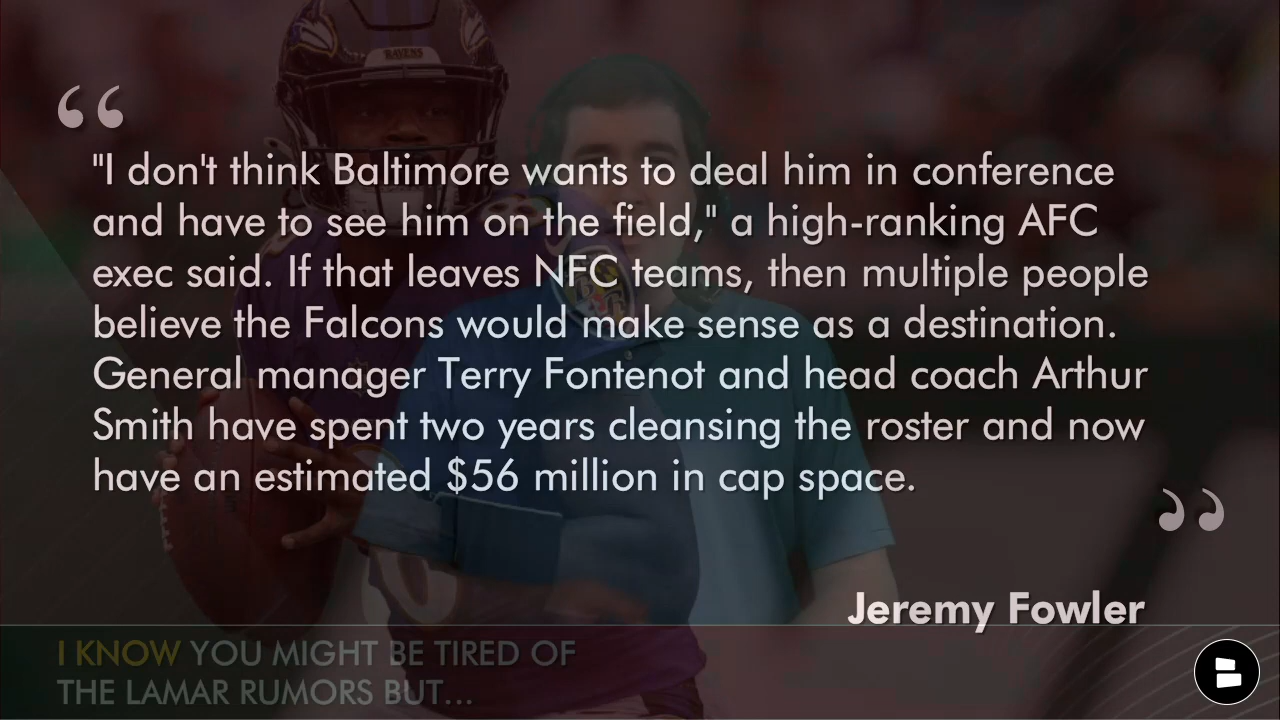 RAVENS
“
"I don't think Baltimore wants to deal him in conference
and have to see him on the field," a high-ranking AFC
exec said. If that leaves NFC teams, then multiple people
believe the Falcons would make sense as a destination.
General manager Terry Fontenot and head coach Arthur
Smith have spent two years cleansing the roster and now
have an estimated $56 million in cap space.
”
Jeremy Fowler
I KNOW YOU MIGHT BE TIRED OF
THE LAMAR RUMORS BUT...